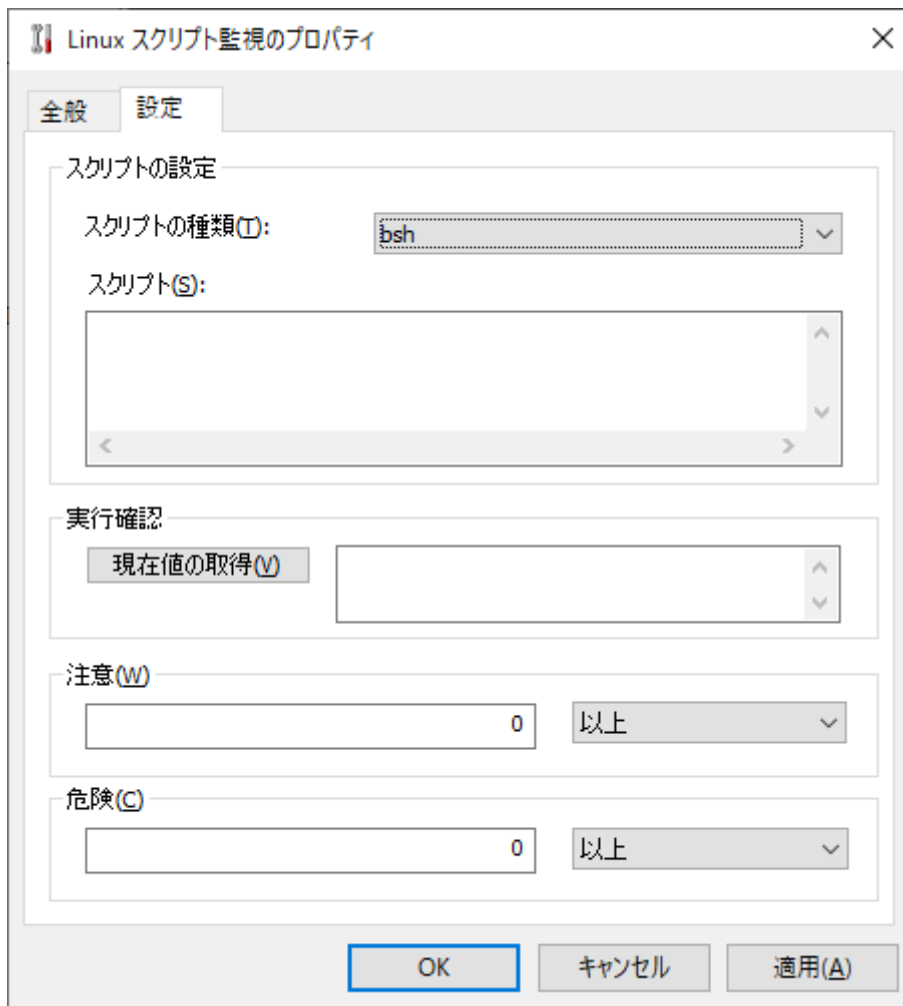 Linux スクリプト監視のプロパティ
全般 設定
スクリプトの設定
スクリプトの種類(T): bsh
スクリプト(S):
実行確認
現在値の取得(V)
注意(W)
0 以上
危険(C)
0 以上
OK キャンセル 適用(A)